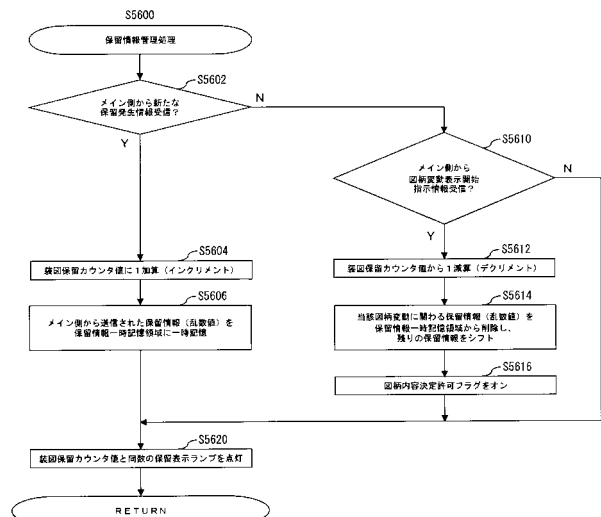 S5600
保留情報管理処理
S5602
メイン側から新たな
保留発生情報受信？
N
Y
S5610
メイン側から
図柄変動表示開始
指示情報受信？
N
Y
S5604
装図保留カウンタ値に１加算（インクリメント）
S5606
メイン側から送信された保留情報（乱数値）を
保留情報一時記憶領域に一時記憶
S5612
装図保留カウンタ値から１減算（デクリメント）
S5614
当該図柄変動に関わる保留情報（乱数値）を
保留情報一時記憶領域から削除し、
残りの保留情報をシフト
S5616
図柄内容決定許可フラグをオン
S5620
装図保留カウンタ値と同数の保留表示ランプを点灯
RETURN